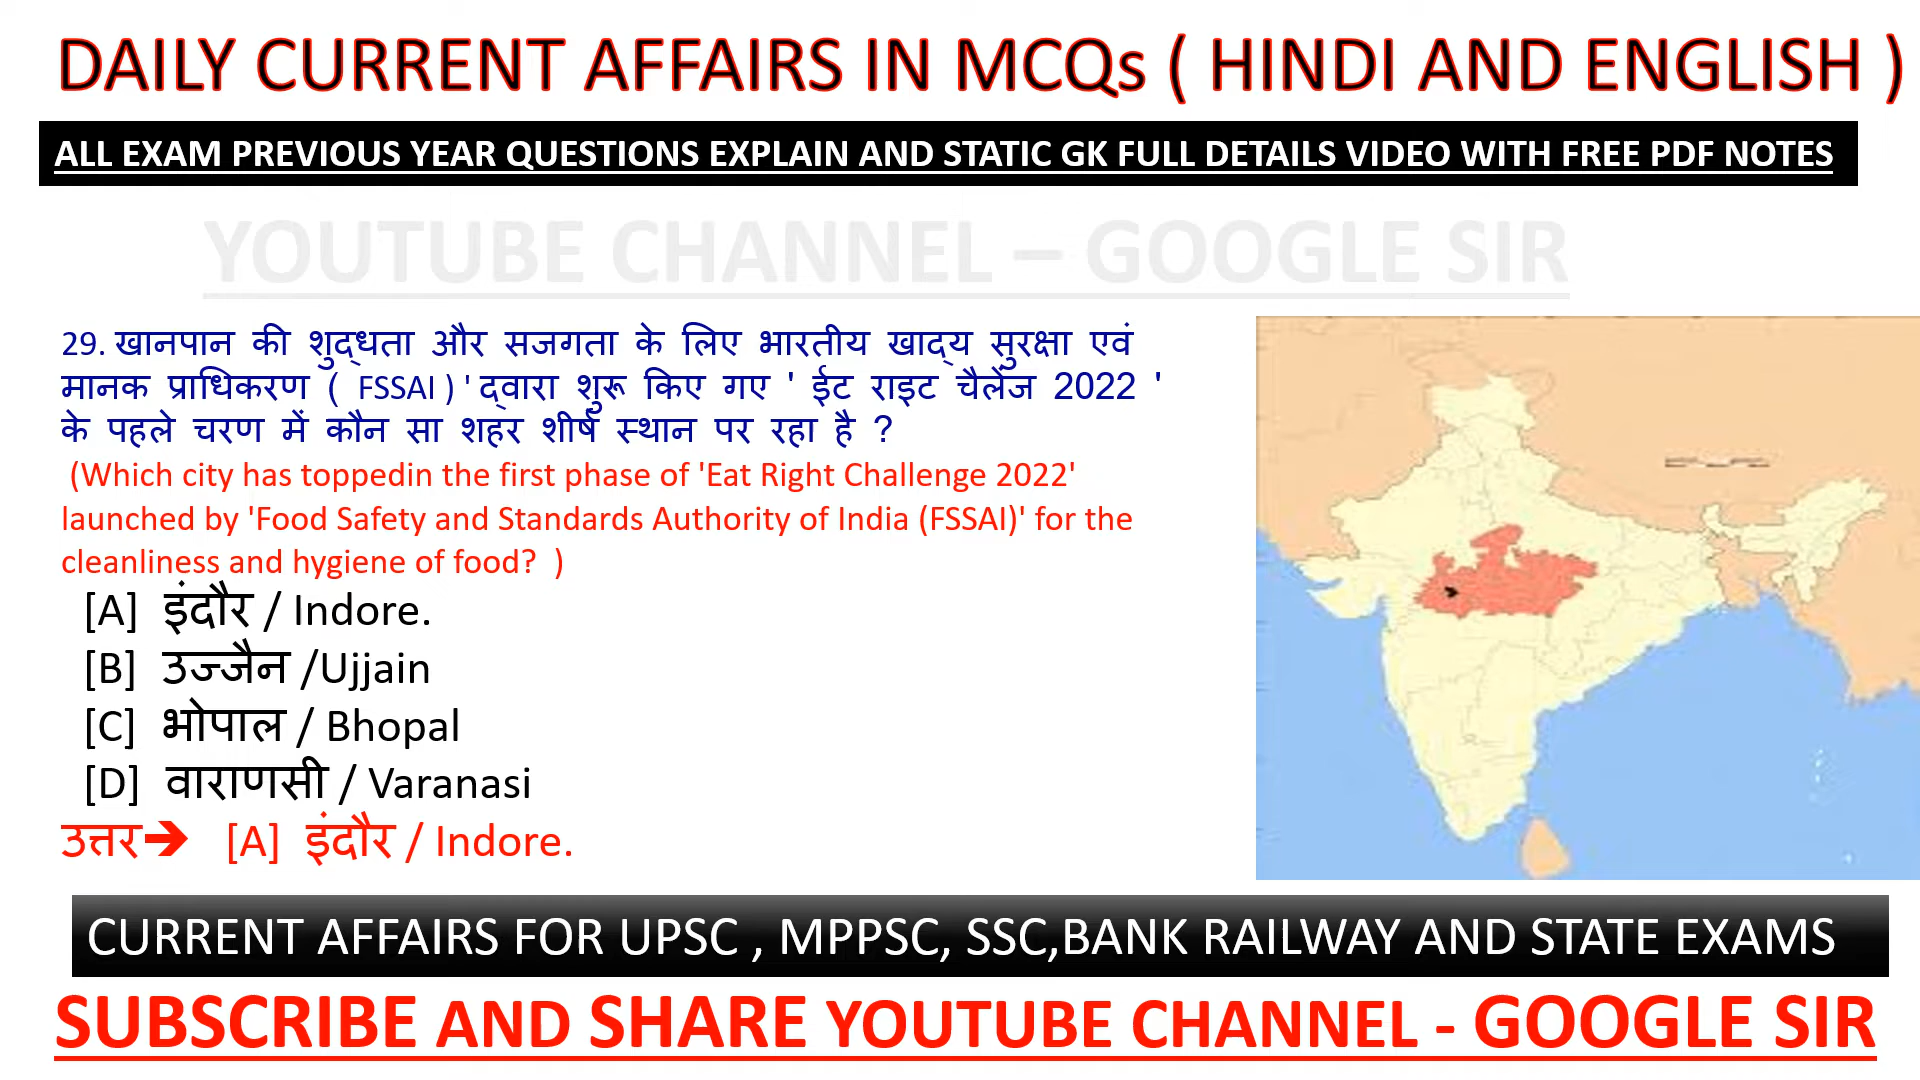 DAILY CURRENT AFFAIRS IN MCQs ( HINDI AND ENGLISH )
ALL EXAM PREVIOUS YEAR QUESTIONS EXPLAIN AND STATIC GK FULL DETAILS VIDEO WITH FREE PDF NOTES
YOUTUBE CHANNEL – GOOGLE SIR
29. खानपान की शुद्धता और सजगता के लिए भारतीय खाद्य सुरक्षा एवं
मानक प्राधिकरण ( FSSAI ) ' द्वारा शुरू किए गए ' ईट राइट चैलेंज 2022 '
के पहले चरण में कौन सा शहर शीर्ष स्थान पर रहा है ?
(Which city has toppedin the first phase of 'Eat Right Challenge 2022'
launched by 'Food Safety and Standards Authority of India (FSSAI)' for the
cleanliness and hygiene of food? )
[A] इंदौर / Indore.
[B] उज्जैन /Ujjain
[C] भोपाल / Bhopal
[D] वाराणसी / Varanasi
उत्तर➔ [A] इंदौर / Indore.
CURRENT AFFAIRS FOR UPSC , MPPSC, SSC,BANK RAILWAY AND STATE EXAMS
SUBSCRIBE AND SHARE YOUTUBE CHANNEL - GOOGLE SIR